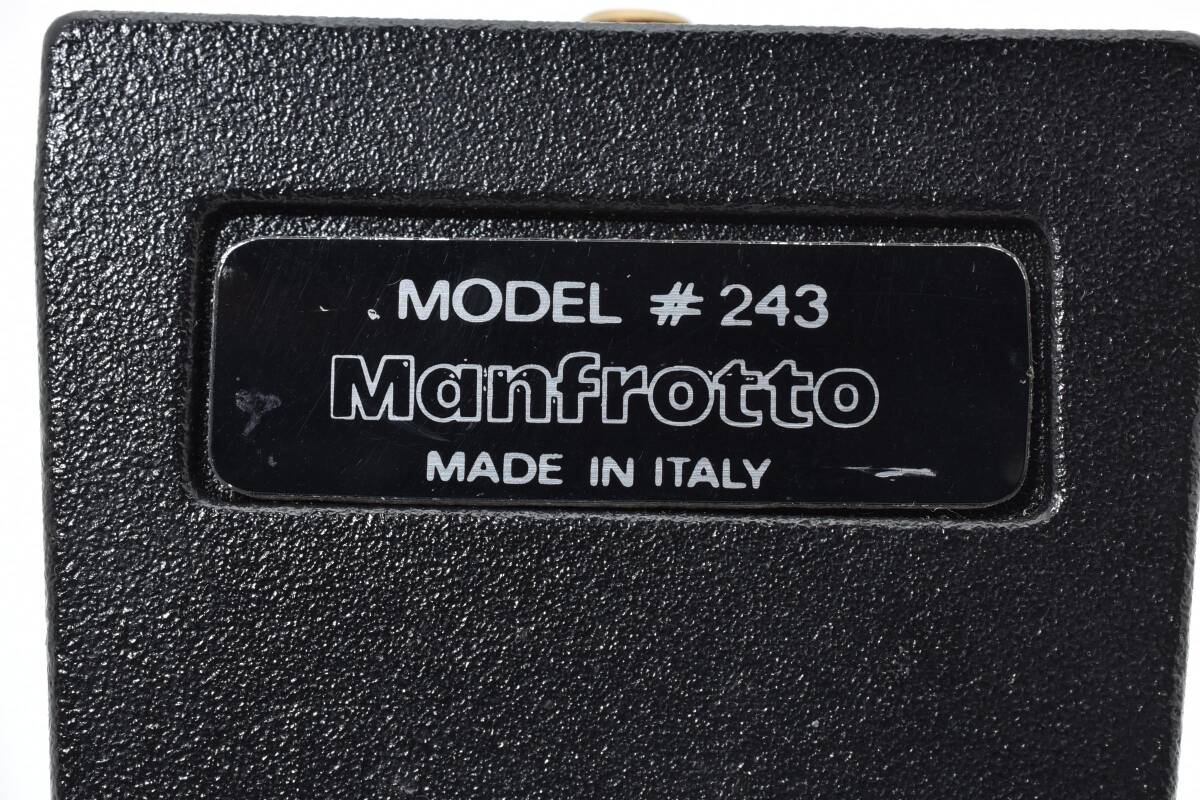 MODEL # 243
Manfrotto
MADE IN ITALY